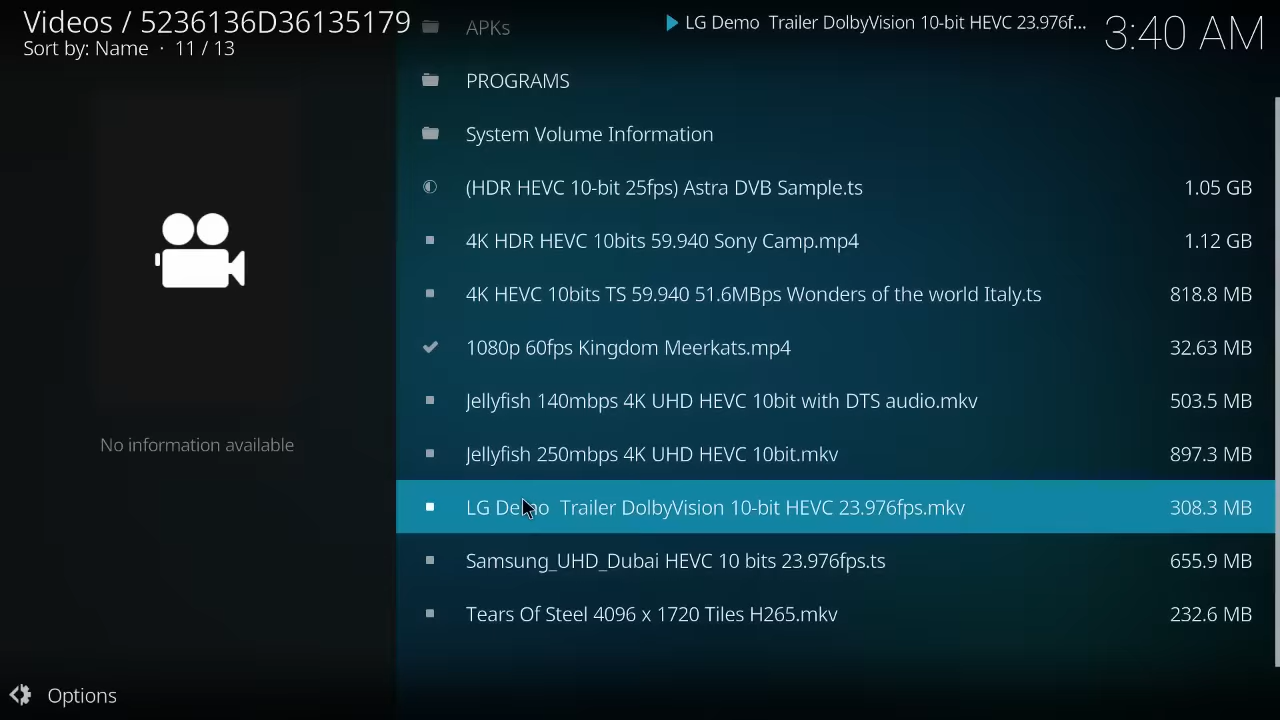 Videos / 5236136D36135179
Sort by: Name · 11 / 13
LG Demo  Trailer DolbyVision 10-bit HEVC 23.976f...
3:40 AM
APKs
PROGRAMS
System Volume Information
(HDR HEVC 10-bit 25fps) Astra DVB Sample.ts 1.05 GB
4K HDR HEVC 10bits 59.940 Sony Camp.mp4 1.12 GB
4K HEVC 10bits TS 59.940 51.6MBps Wonders of the world Italy.ts 818.8 MB
1080p 60fps Kingdom Meerkats.mp4 32.63 MB
Jellyfish 140mbps 4K UHD HEVC 10bit with DTS audio.mkv 503.5 MB
Jellyfish 250mbps 4K UHD HEVC 10bit.mkv 897.3 MB
No information available
LG Demo  Trailer DolbyVision 10-bit HEVC 23.976fps.mkv 308.3 MB
Samsung_UHD_Dubai HEVC 10 bits 23.976fps.ts 655.9 MB
Tears Of Steel 4096 x 1720 Tiles H265.mkv 232.6 MB
Options